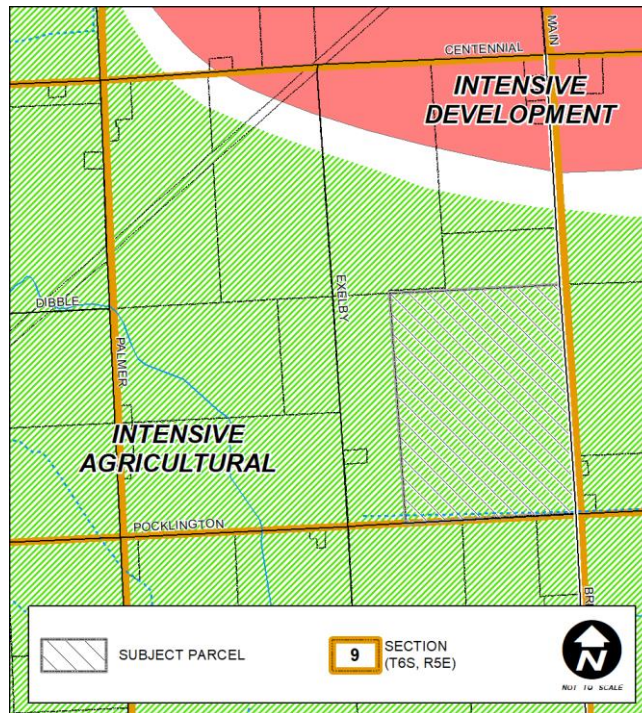 MAIN
CENTENNIAL
INTENSIVE
DEVELOPMENT
DIBBLE
EXELBY
PALMER
INTENSIVE
AGRICULTURAL
POCKLINGTON
SUBJECT PARCEL
9
SECTION
(T6S, R5E)
N
NOT TO SCALE